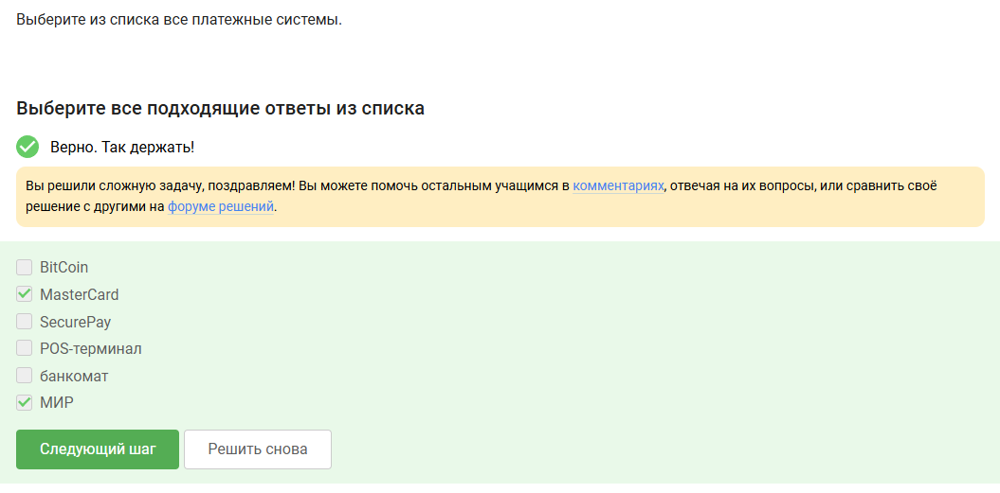 Выберите из списка все платежные системы.
Выберите все подходящие ответы из списка
Верно. Так держать!
Вы решили сложную задачу, поздравляем! Вы можете помочь остальным учащимся в комментариях, отвечая на их вопросы, или сравнить своё
решение с другими на форуме решений.
BitCoin
MasterCard
SecurePay
POS-терминал
банкомат
МИР
Следующий шаг Решить снова